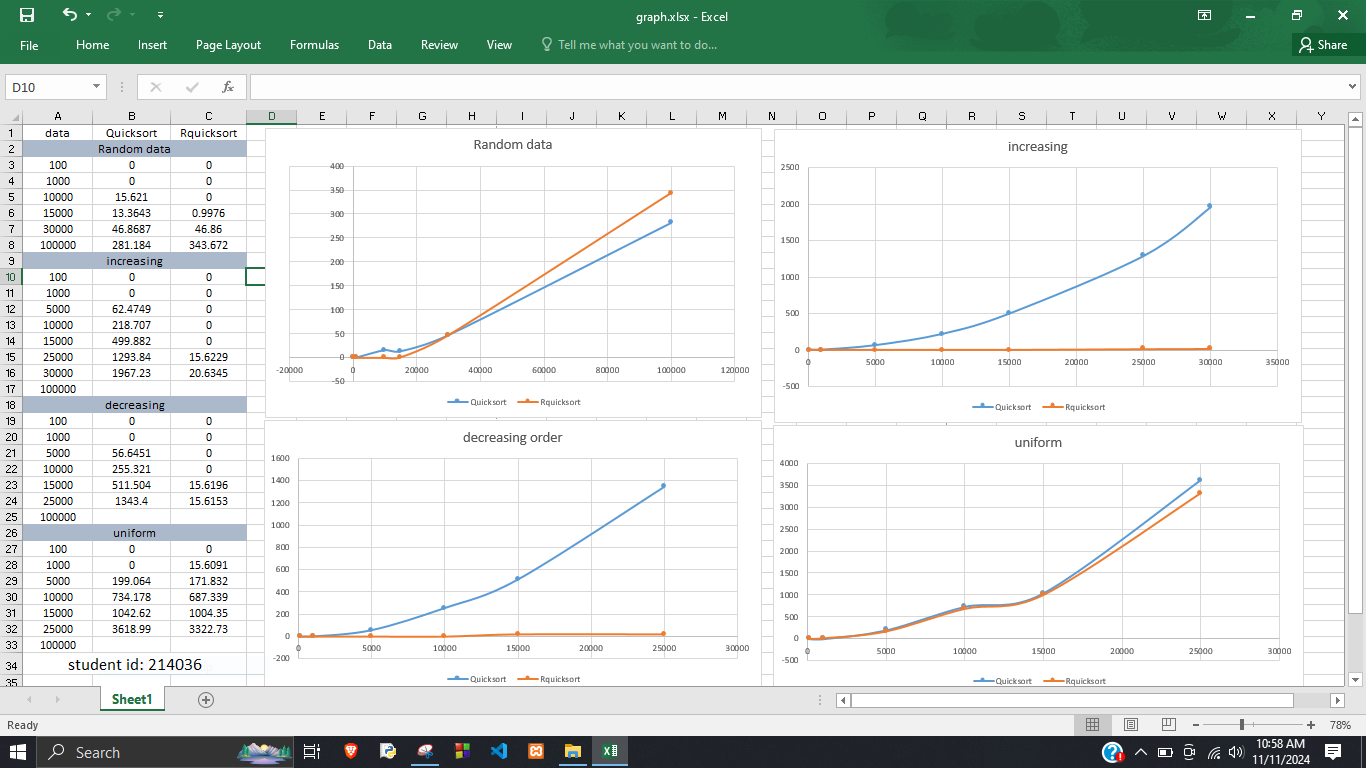 graph.xlsx - Excel
File Home Insert Page Layout Formulas Data Review View Tell me what you want to do... Share
D10 fx
A B C D E F G H I J K L M N O P Q R S T U V W X Y
1 data Quicksort Rquicksort
2 Random data
3 100 0 0
4 1000 0 0
5 10000 15.621 0
6 15000 13.3643 0.9976
7 30000 46.8687 46.86
8 100000 281.184 343.672
9 increasing
10 100 0 0
11 1000 0 0
12 5000 62.4749 0
13 10000 218.707 0
14 15000 499.882 0
15 25000 1293.84 15.6229
16 30000 1967.23 20.6345
17 100000
18 decreasing
19 100 0 0
20 1000 0 0
21 5000 56.6451 0
22 10000 255.321 0
23 15000 511.504 15.6196
24 25000 1343.4 15.6153
25 100000
26 uniform
27 100 0 0
28 1000 0 15.6091
29 5000 199.064 171.832
30 10000 734.178 687.339
31 15000 1042.62 1004.35
32 25000 3618.99 3322.73
33 100000
34 student id: 214036
35
Random data
400
350
300
250
200
150
100
50
0
-50
-20000 0 20000 40000 60000 80000 100000 120000
Quicksort Rquicksort
increasing
2500
2000
1500
1000
500
0
-500
0 5000 10000 15000 20000 25000 30000 35000
Quicksort Rquicksort
decreasing order
1600
1400
1200
1000
800
600
400
200
0
-200
0 5000 10000 15000 20000 25000 30000
Quicksort Rquicksort
uniform
4000
3500
3000
2500
2000
1500
1000
500
0
-500
0 5000 10000 15000 20000 25000 30000
Quicksort Rquicksort
Sheet1
Ready 78%
Search
10:58 AM
11/11/2024